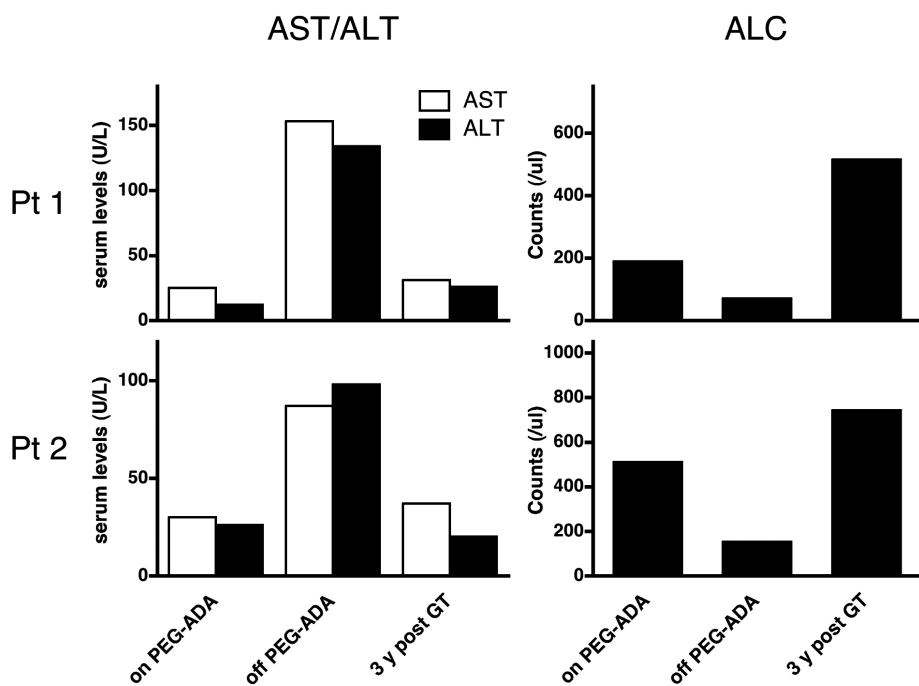 AST/ALT
ALC
Pt 1
serum levels (U/L)
150
100
50
0
AST
ALT
Counts (/ul)
600
400
200
0
Pt 2
serum levels (U/L)
100
50
0
Counts (/ul)
1000
800
600
400
200
0
on PEG-ADA
off PEG-ADA
3 y post GT
on PEG-ADA
off PEG-ADA
3 y post GT